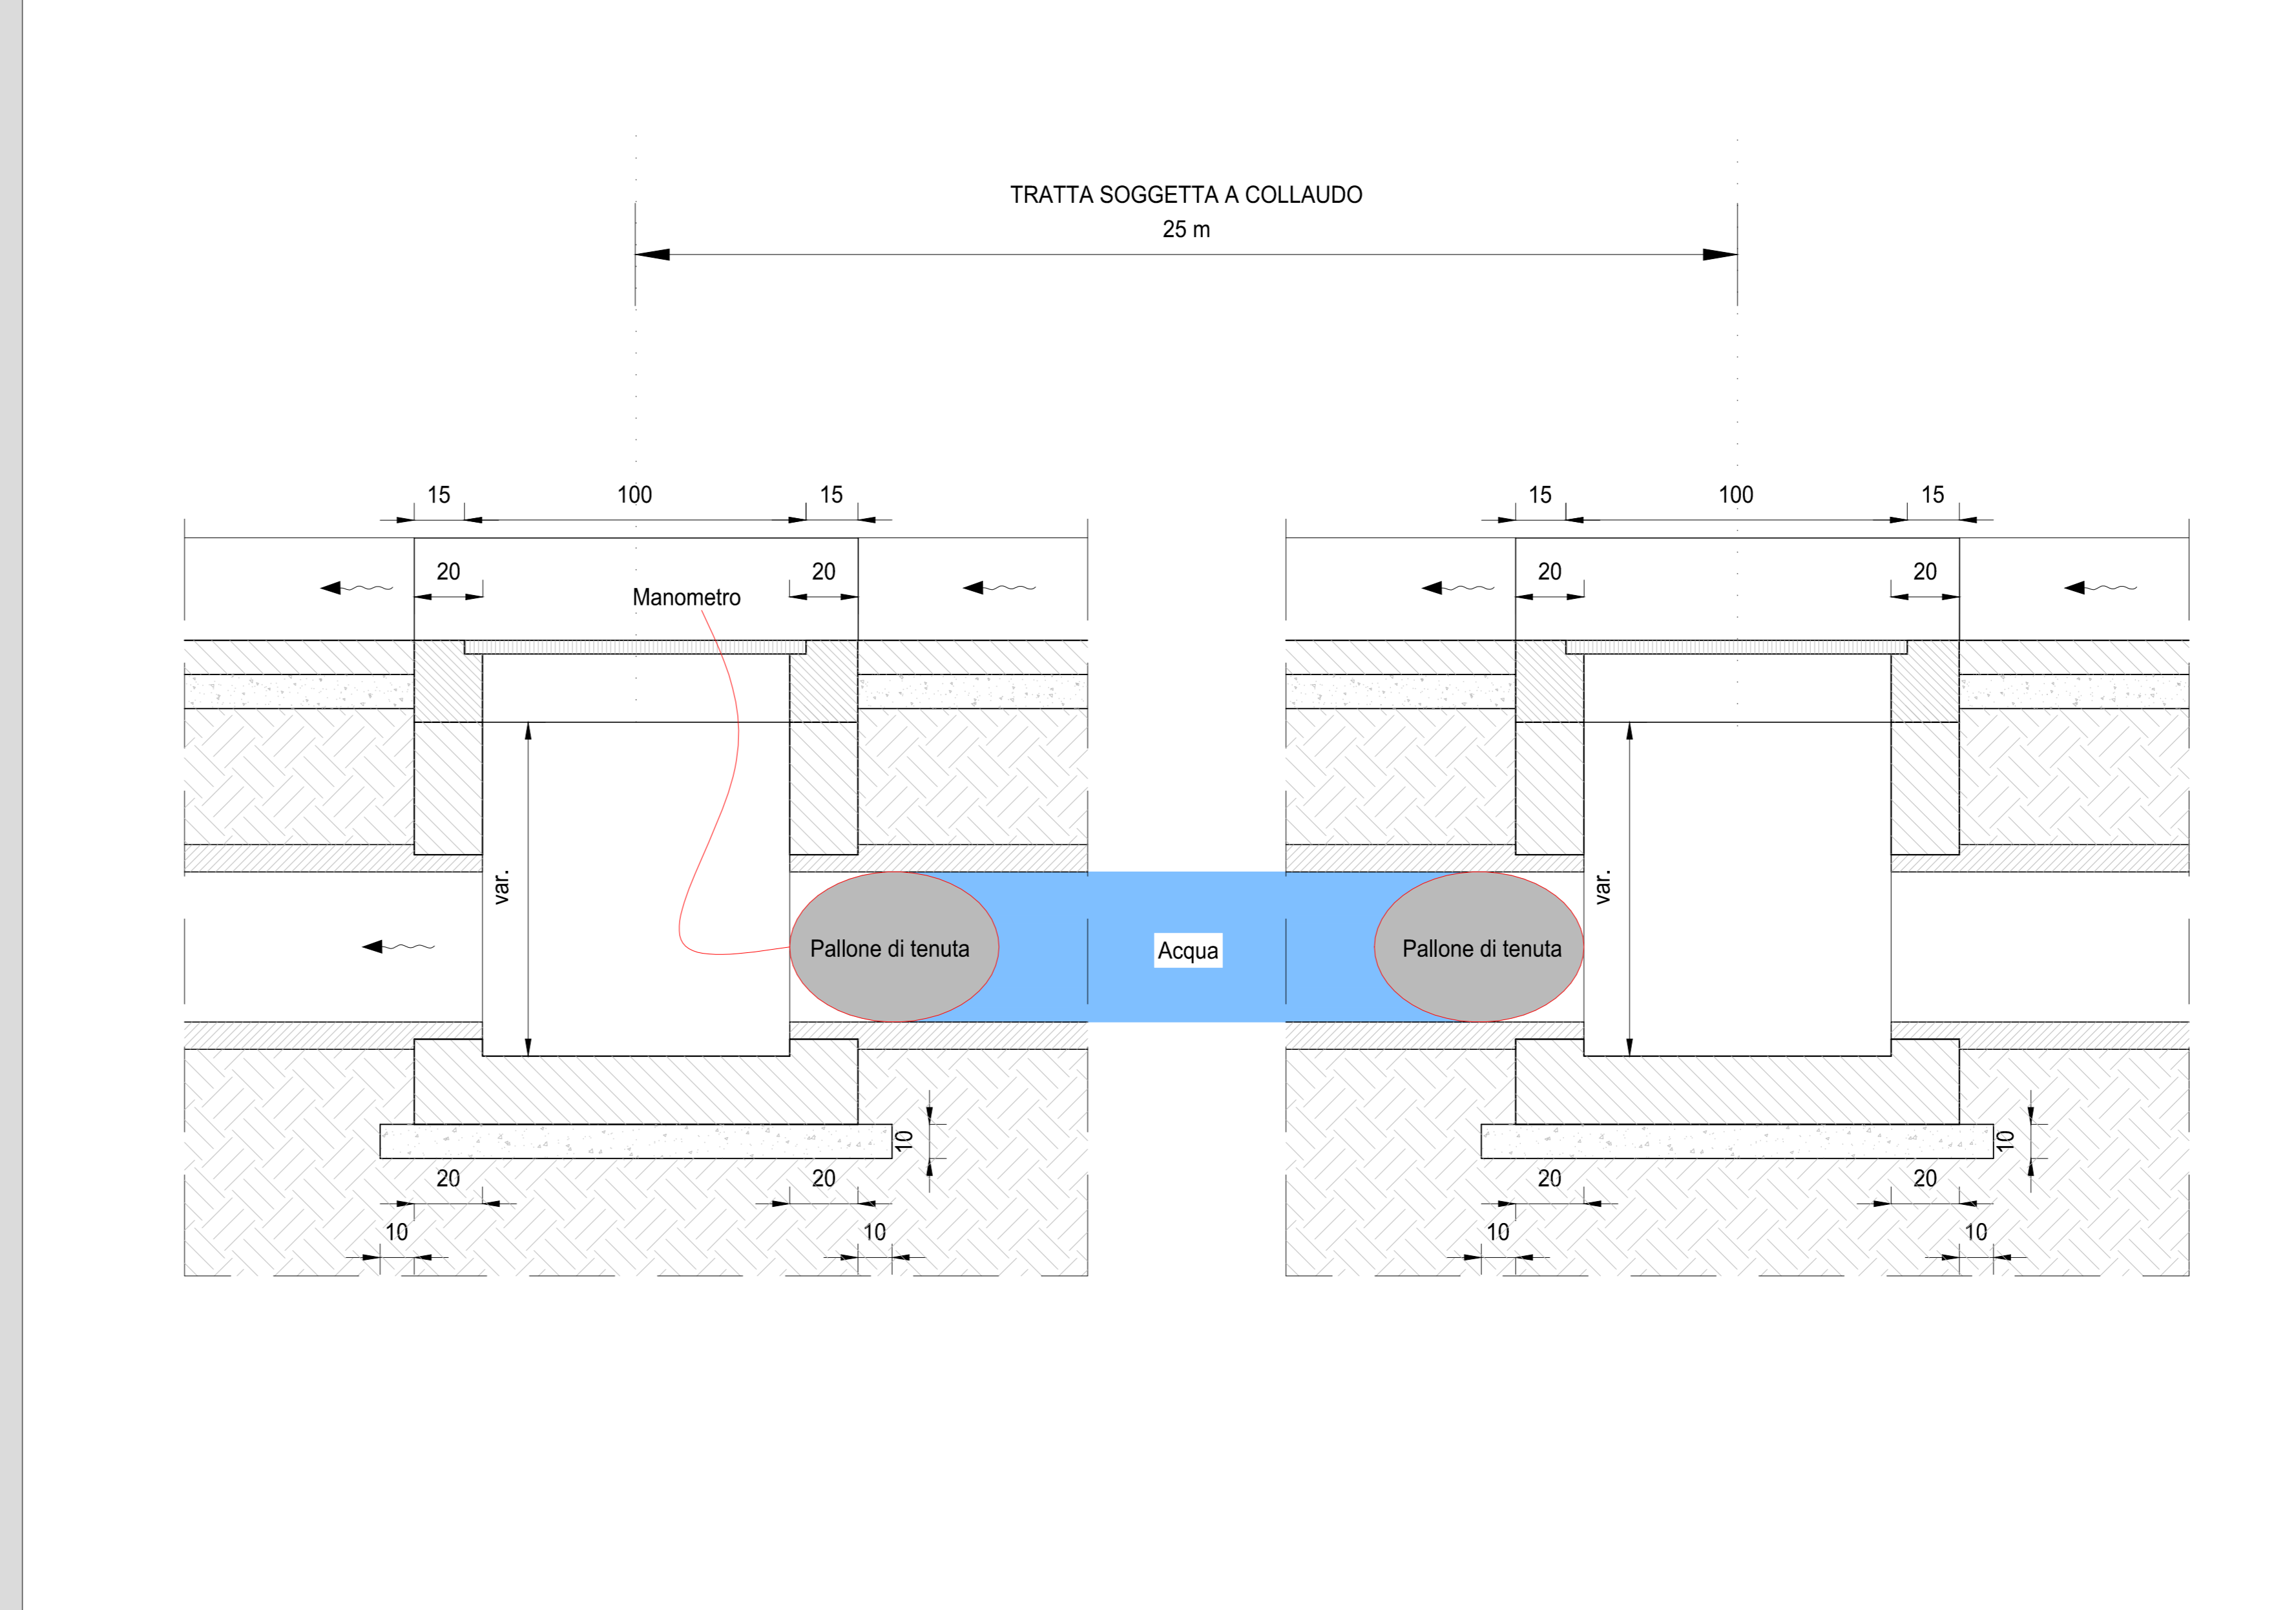 TRATTA SOGGETTA A COLLAUDO
25 m
15 100 15 15 100 15
20 20 20 20
Manometro
var. var.
Pallone di tenuta Acqua Pallone di tenuta
10 10
20 20 20 20
10 10 10 10